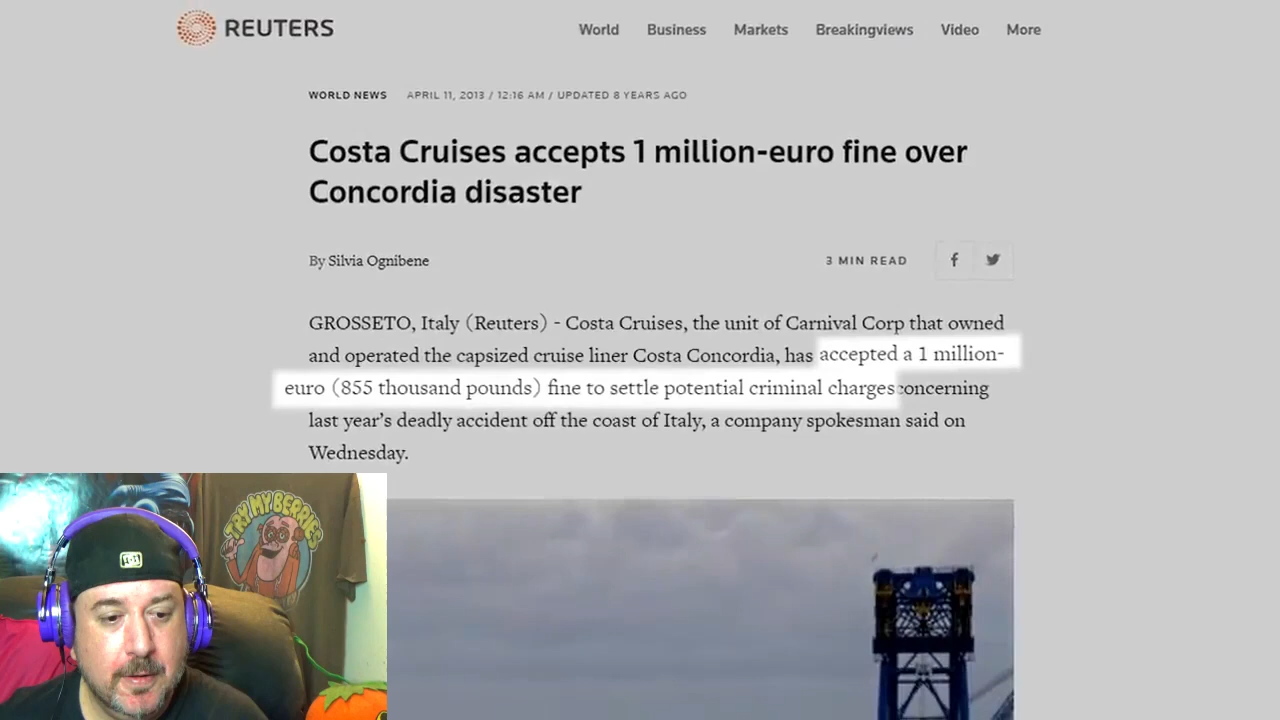 REUTERS
World Business Markets Breakingviews Video More
WORLD NEWS APRIL 11, 2013 / 12:16 AM / UPDATED 8 YEARS AGO
Costa Cruises accepts 1 million-euro fine over
Concordia disaster
By Silvia Ognibene
3 MIN READ
GROSSETO, Italy (Reuters) - Costa Cruises, the unit of Carnival Corp that owned
and operated the capsized cruise liner Costa Concordia, has accepted a 1 million-
euro (855 thousand pounds) fine to settle potential criminal charges concerning
last year’s deadly accident off the coast of Italy, a company spokesman said on
Wednesday.
TRY MY BERRIES